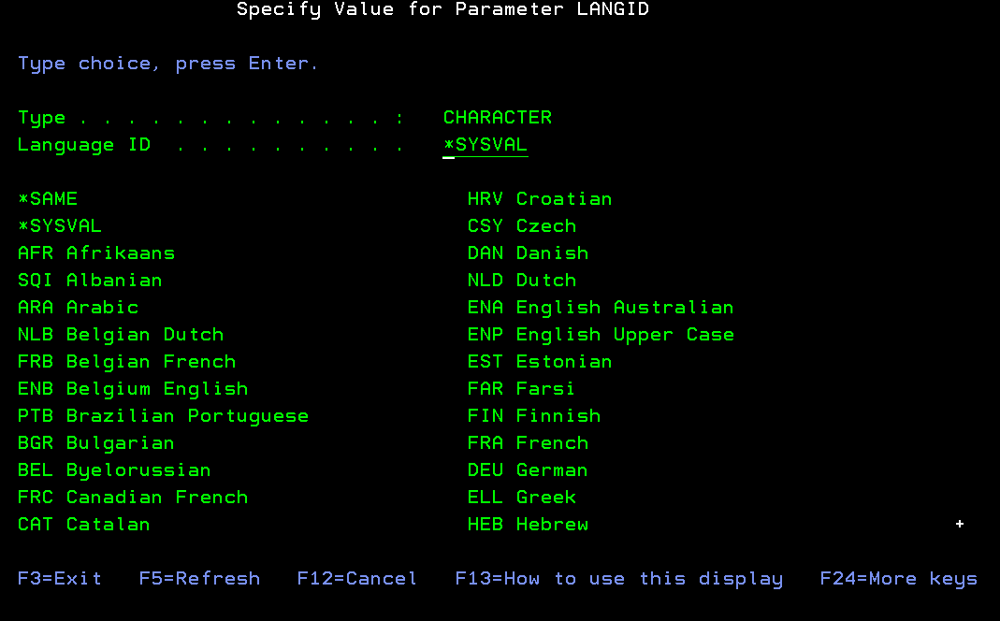 Specify Value for Parameter LANGID
Type choice, press Enter.
Type . . . . . . . . . . . . . . :   CHARACTER
Language ID  . . . . . . . . . .   *SYSVAL
*SAME   HRV Croatian
*SYSVAL   CSY Czech
AFR Afrikaans   DAN Danish
SQI Albanian   NLD Dutch
ARA Arabic   ENA English Australian
NLB Belgian Dutch   ENP English Upper Case
FRB Belgian French   EST Estonian
ENB Belgium English   FAR Farsi
PTB Brazilian Portuguese   FIN Finnish
BGR Bulgarian   FRA French
BEL Byelorussian   DEU German
FRC Canadian French   ELL Greek
CAT Catalan   HEB Hebrew   +
F3=Exit   F5=Refresh   F12=Cancel   F13=How to use this display   F24=More keys